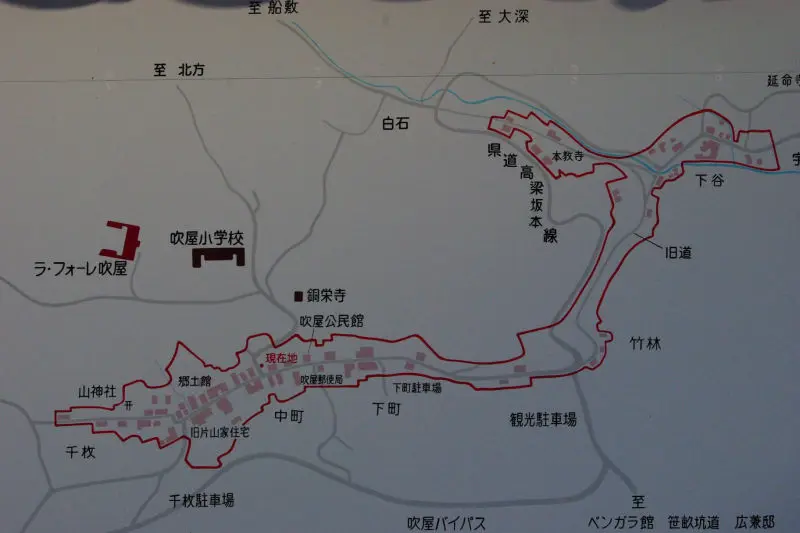 至 船敷
至 大深
至 北方
延命寺
白石
本教寺
県道高梁坂本線
下谷
吹屋小学校
ラ・フォーレ吹屋
旧道
銅栄寺
吹屋公民館
竹林
現在地
郷土館
山神社
吹屋郵便局
下町駐車場
旧片山家住宅
中町
下町
観光駐車場
千枚
千枚駐車場
吹屋バイパス
至
ベンガラ館 笹畝坑道 広兼邸